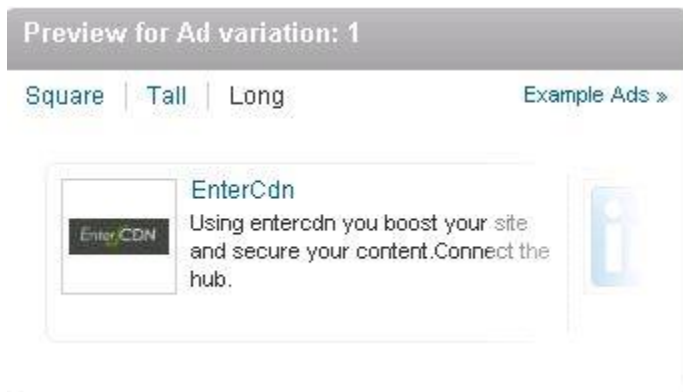 Preview for Ad variation: 1
Square | Tall | Long Example Ads »
EnterCdn
Enter CDN
Using entercdn you boost your site
and secure your content.Connect the
hub.